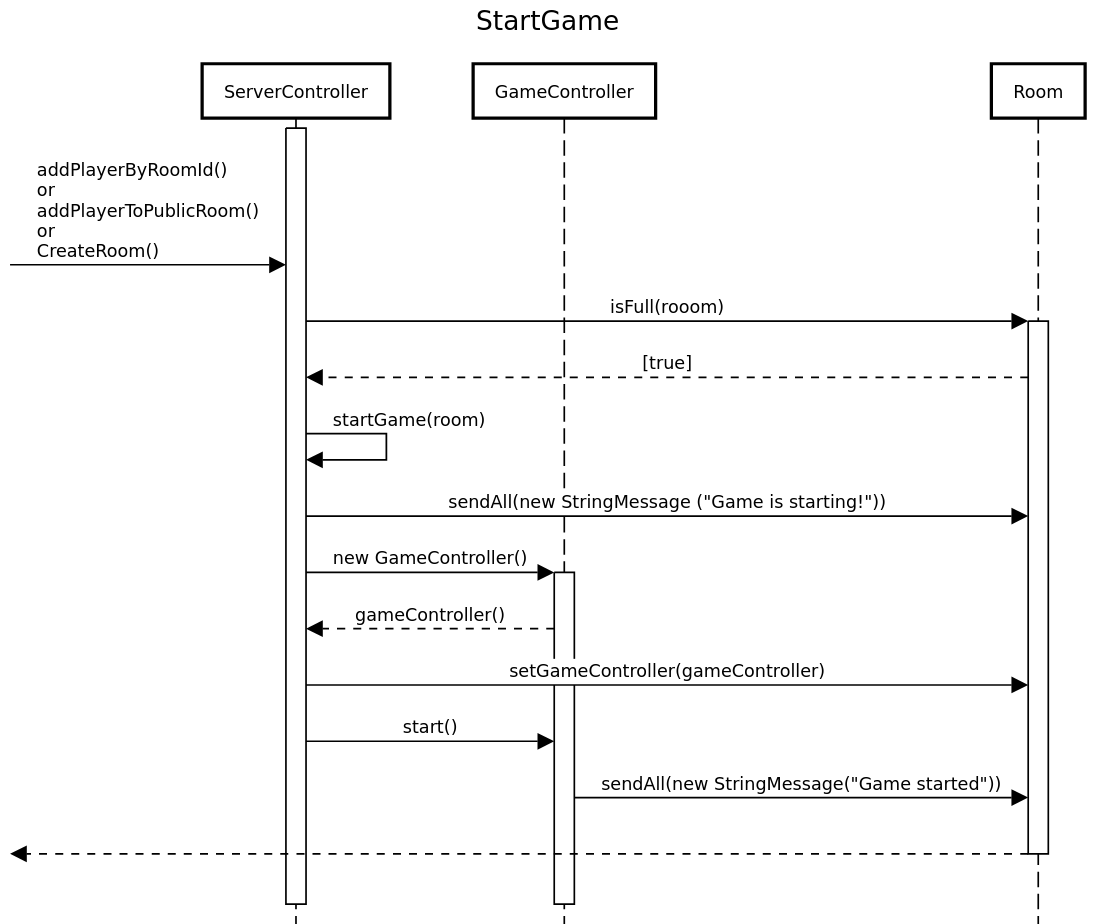 StartGame
ServerController
GameController
Room
addPlayerByRoomId()
or
addPlayerToPublicRoom()
or
CreateRoom()
isFull(rooom)
[true]
startGame(room)
sendAll(new StringMessage ("Game is starting!"))
new GameController()
gameController()
setGameController(gameController)
start()
sendAll(new StringMessage("Game started"))